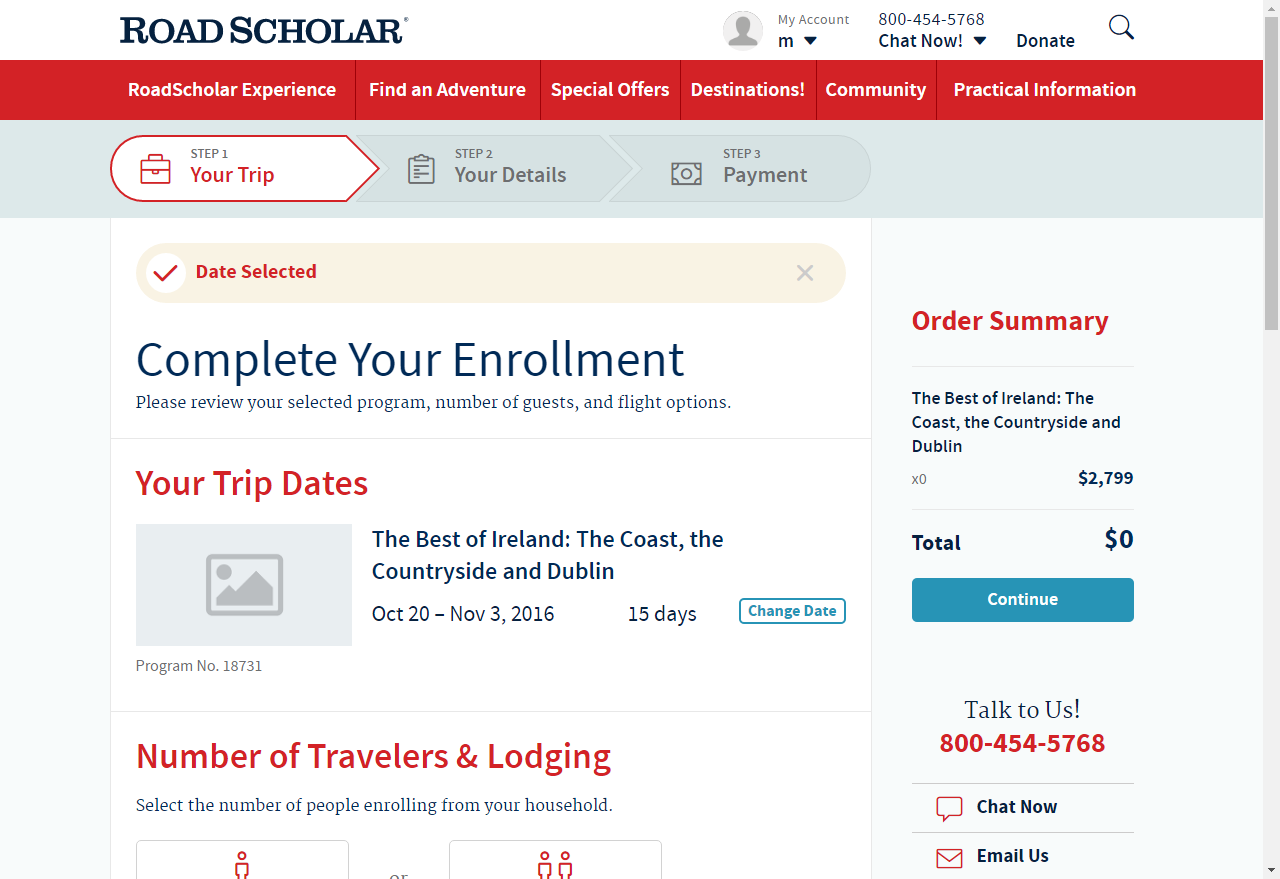 ROAD SCHOLAR®
My Account
m
800-454-5768
Chat Now!
Donate
RoadScholar Experience
Find an Adventure
Special Offers
Destinations!
Community
Practical Information
STEP 1
Your Trip
STEP 2
Your Details
STEP 3
Payment
Date Selected
Complete Your Enrollment
Please review your selected program, number of guests, and flight options.
Your Trip Dates
The Best of Ireland: The Coast, the
Countryside and Dublin
Oct 20 – Nov 3, 2016
15 days
Change Date
Program No. 18731
Number of Travelers & Lodging
Select the number of people enrolling from your household.
or
Order Summary
The Best of Ireland: The
Coast, the Countryside and
Dublin
x0
$2,799
Total
$0
Continue
Talk to Us!
800-454-5768
Chat Now
Email Us